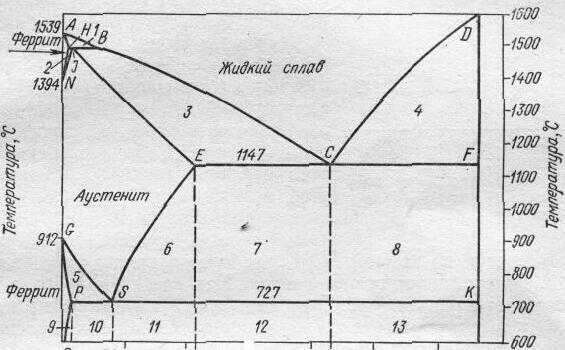 1539 A H 1 B
Феррит
2 J
1394 N
Жидкий сплав
D
3
4
E 1147 C F
Аустенит
912 G
6 7 8
5
Феррит P S 727 K
9 10 11 12 13
Температура, °С
1600
1500
1400
1300
1200
1100
1000
900
800
700
600
Температура, °С